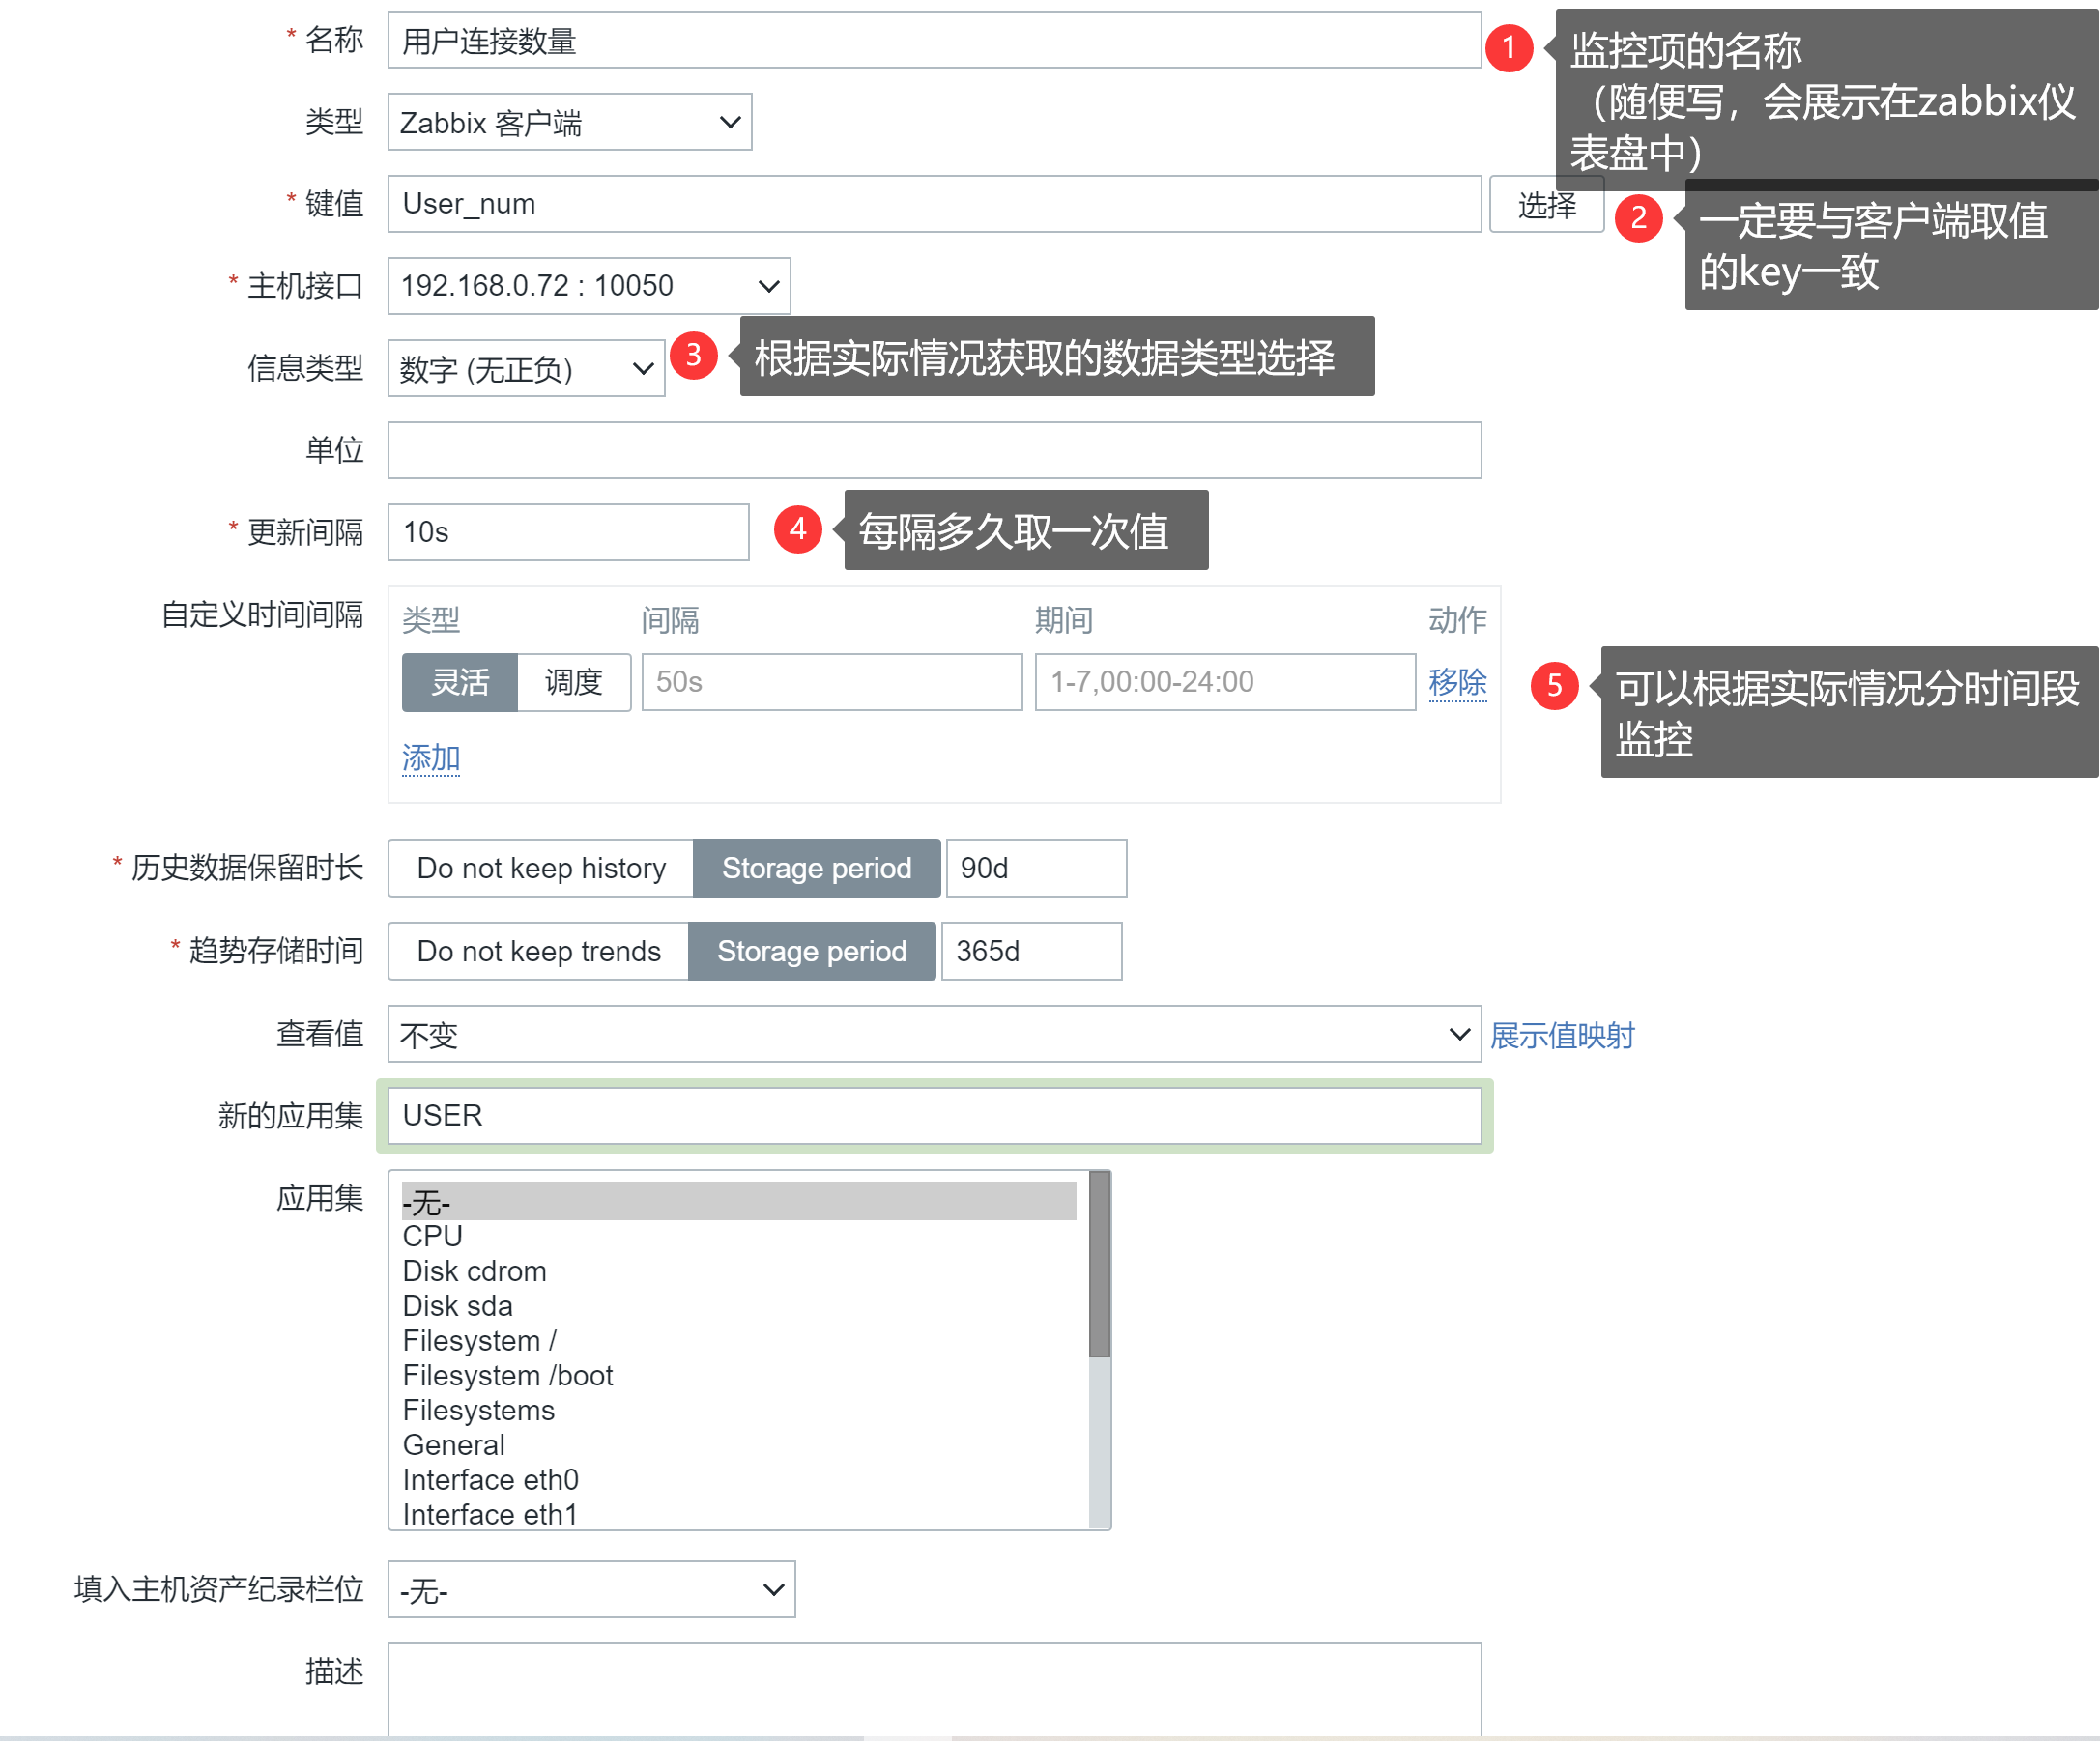 * 名称 用户连接数量
1 监控项的名称
（随便写，会展示在zabbix仪
表盘中）
类型 Zabbix 客户端
* 键值 User_num 选择
2 一定要与客户端取值
的key一致
* 主机接口 192.168.0.72 : 10050
信息类型 数字 (无正负)
3 根据实际情况获取的数据类型选择
单位
* 更新间隔 10s
4 每隔多久取一次值
自定义时间间隔 类型 间隔 期间 动作
灵活 调度 50s 1-7,00:00-24:00 移除
5 可以根据实际情况分时间段
监控
添加
* 历史数据保留时长 Do not keep history Storage period 90d
* 趋势存储时间 Do not keep trends Storage period 365d
查看值 不变 展示值映射
新的应用集 USER
应用集 -无-
CPU
Disk cdrom
Disk sda
Filesystem /
Filesystem /boot
Filesystems
General
Interface eth0
Interface eth1
填入主机资产纪录栏位 -无-
描述